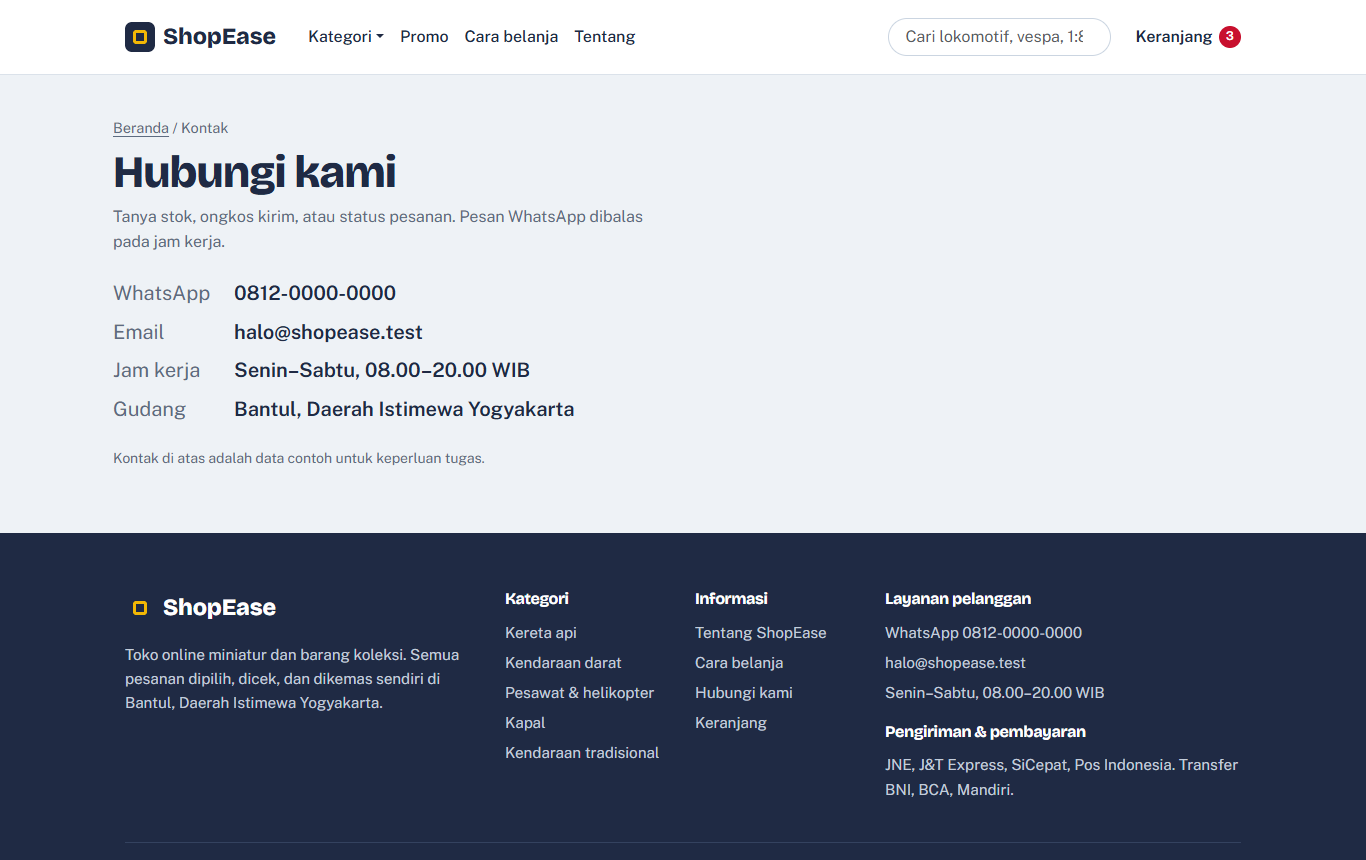 ShopEase Kategori Promo Cara belanja Tentang Cari lokomotif, vespa, 1:8 Keranjang 3
Beranda / Kontak
Hubungi kami
Tanya stok, ongkos kirim, atau status pesanan. Pesan WhatsApp dibalas
pada jam kerja.
WhatsApp 0812-0000-0000
Email halo@shopease.test
Jam kerja Senin–Sabtu, 08.00–20.00 WIB
Gudang Bantul, Daerah Istimewa Yogyakarta
Kontak di atas adalah data contoh untuk keperluan tugas.
ShopEase
Toko online miniatur dan barang koleksi. Semua
pesanan dipilih, dicek, dan dikemas sendiri di
Bantul, Daerah Istimewa Yogyakarta.
Kategori
Kereta api
Kendaraan darat
Pesawat & helikopter
Kapal
Kendaraan tradisional
Informasi
Tentang ShopEase
Cara belanja
Hubungi kami
Keranjang
Layanan pelanggan
WhatsApp 0812-0000-0000
halo@shopease.test
Senin–Sabtu, 08.00–20.00 WIB
Pengiriman & pembayaran
JNE, J&T Express, SiCepat, Pos Indonesia. Transfer
BNI, BCA, Mandiri.